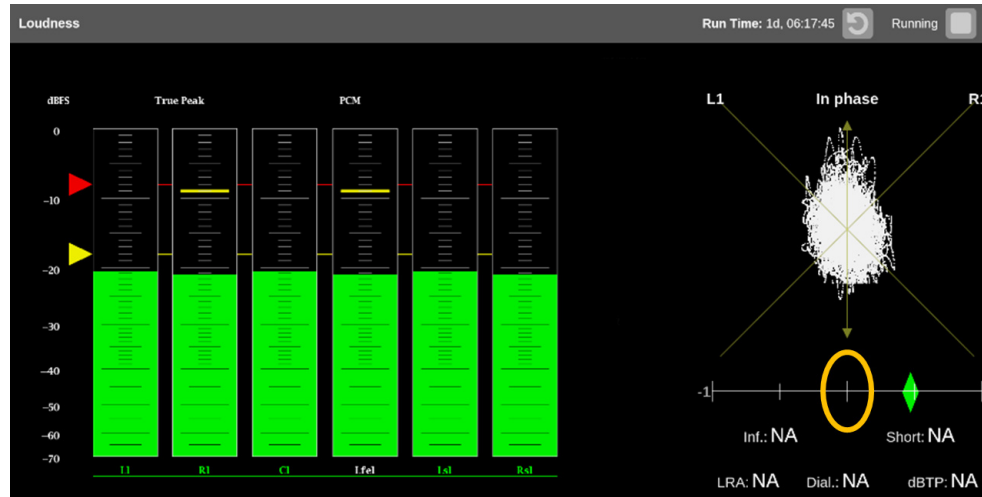 Loudness Run Time: 1d, 06:17:45 Running
dBFS True Peak PCM
0
-10
-20
-30
-40
-50
-60
-70
L1 R1 C1 Lfe1 Ls1 Rs1
L1 In phase R1
-1
Inf.: NA Short: NA
LRA: NA Dial.: NA dBTP: NA